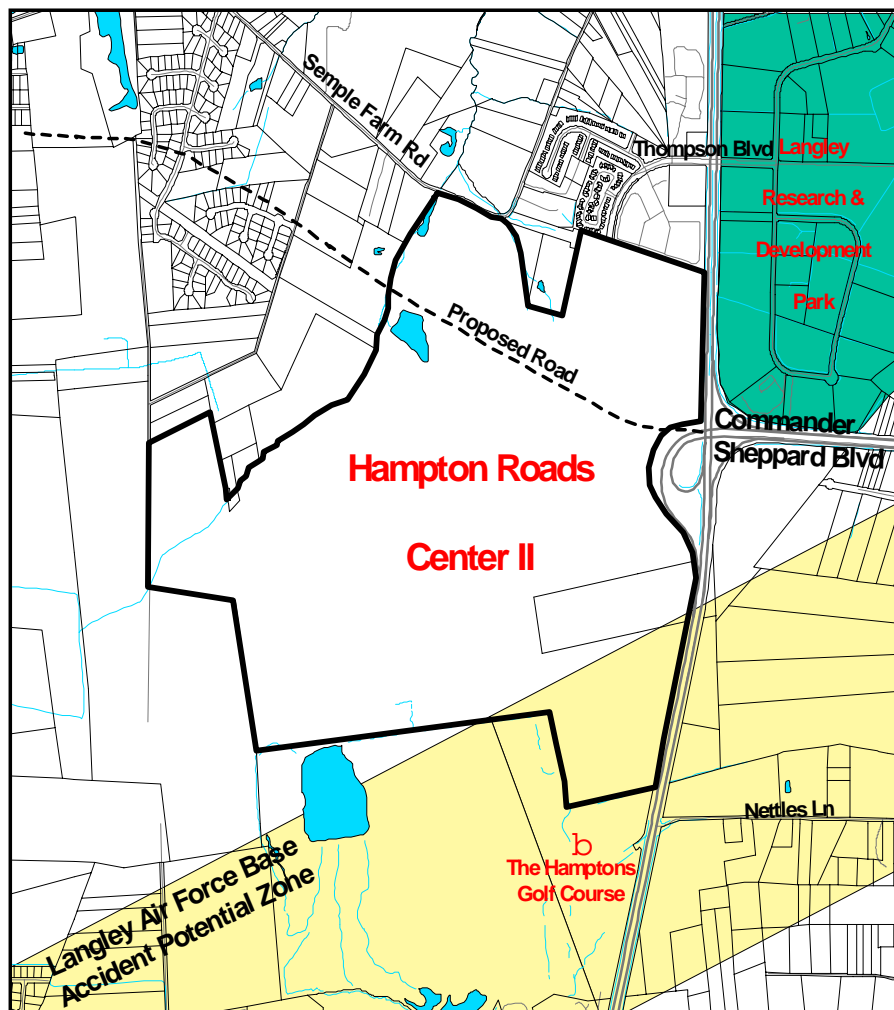 Semple Farm Rd
Thompson Blvd
Langley
Research &
Development
Park
Proposed Road
Commander
Sheppard Blvd
Hampton Roads
Center II
Nettles Ln
b
The Hamptons
Golf Course
Langley Air Force Base
Accident Potential Zone